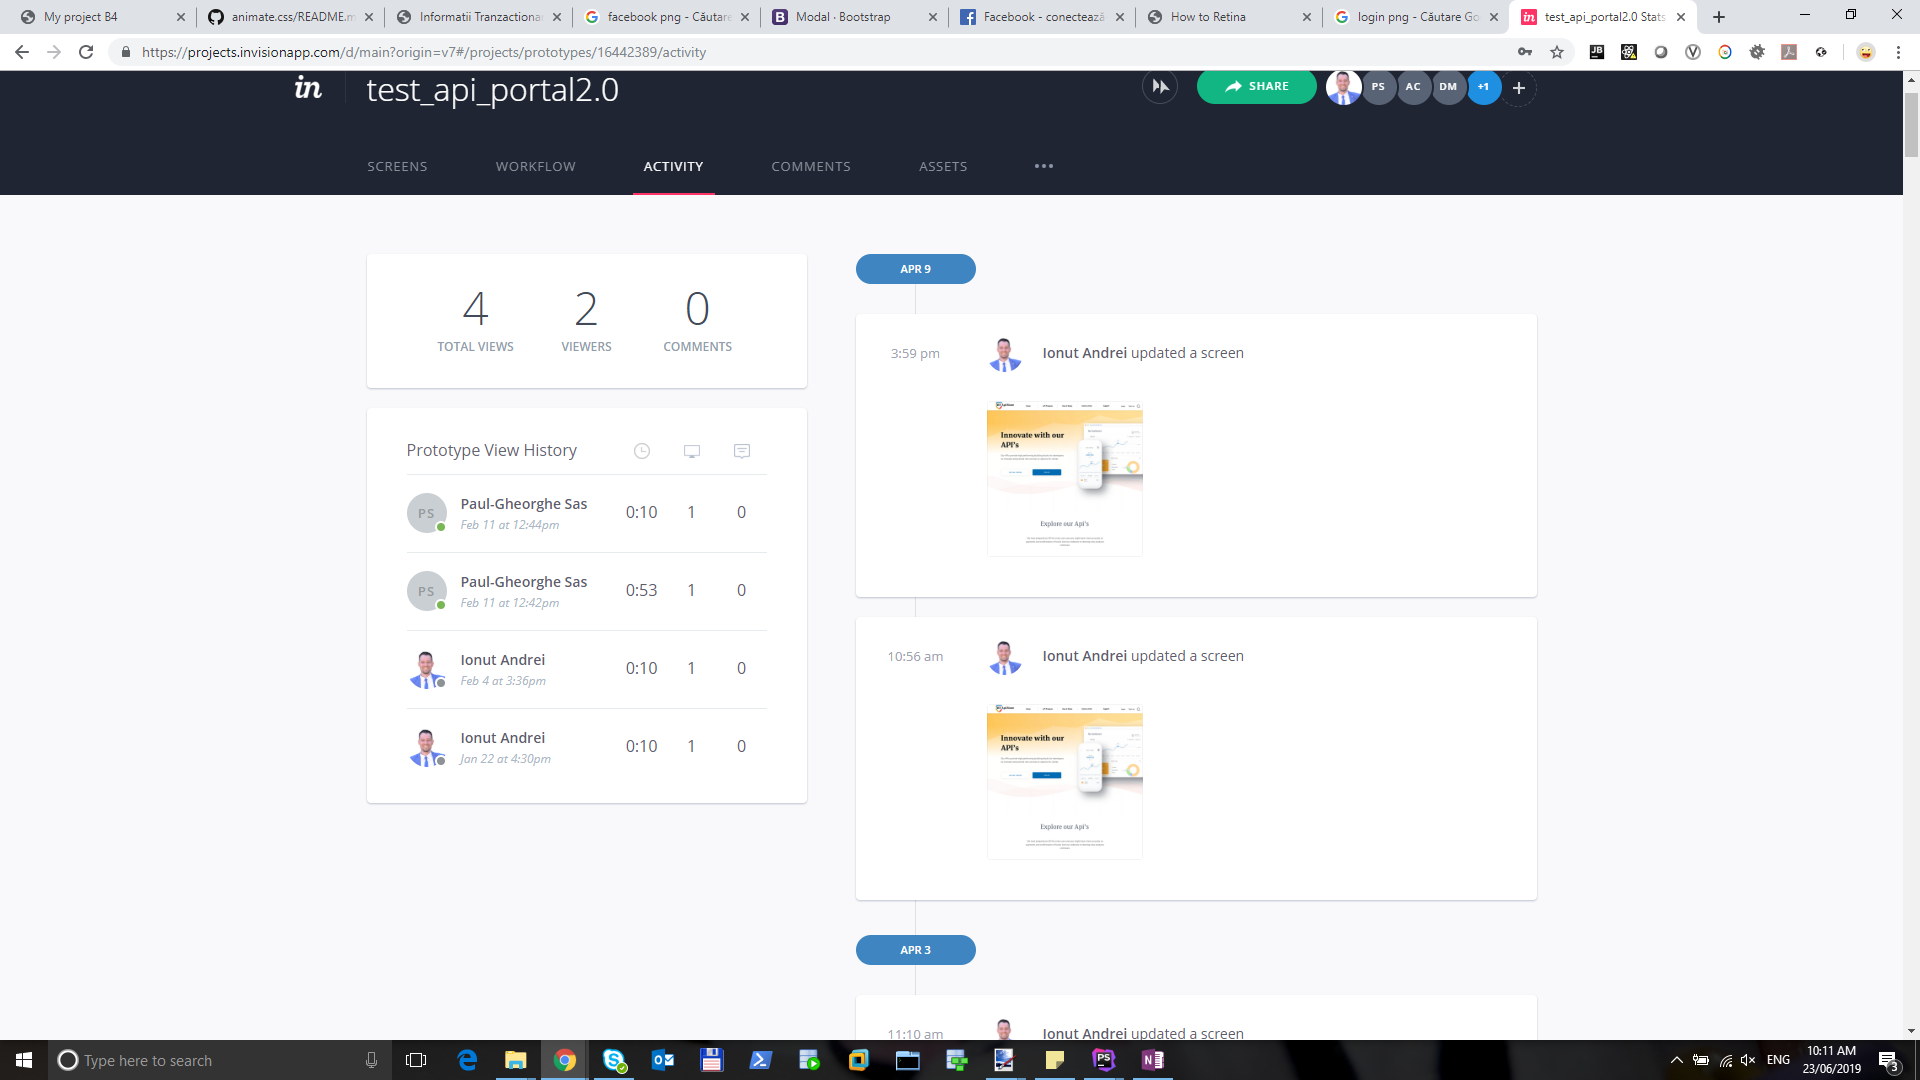 My project B4
animate.css/README.m
Informatii Tranzactiona
facebook png - Căutare
Modal · Bootstrap
Facebook - conectează
How to Retina
login png - Căutare Go
test_api_portal2.0 Stats
https://projects.invisionapp.com/d/main?origin=v7#/projects/prototypes/16442389/activity
in
test_api_portal2.0
SHARE
PS
AC
DM
+1
SCREENS
WORKFLOW
ACTIVITY
COMMENTS
ASSETS
4
TOTAL VIEWS
2
VIEWERS
0
COMMENTS
Prototype View History
PS
Paul-Gheorghe Sas
Feb 11 at 12:44pm
0:10 1 0
PS
Paul-Gheorghe Sas
Feb 11 at 12:42pm
0:53 1 0
Ionut Andrei
Feb 4 at 3:36pm
0:10 1 0
Ionut Andrei
Jan 22 at 4:30pm
0:10 1 0
APR 9
3:59 pm
Ionut Andrei updated a screen
Innovate with our
API's
Explore our Api's
10:56 am
Ionut Andrei updated a screen
Innovate with our
API's
Explore our Api's
APR 3
11:10 am
Ionut Andrei updated a screen
Type here to search
ENG
10:11 AM
23/06/2019
3